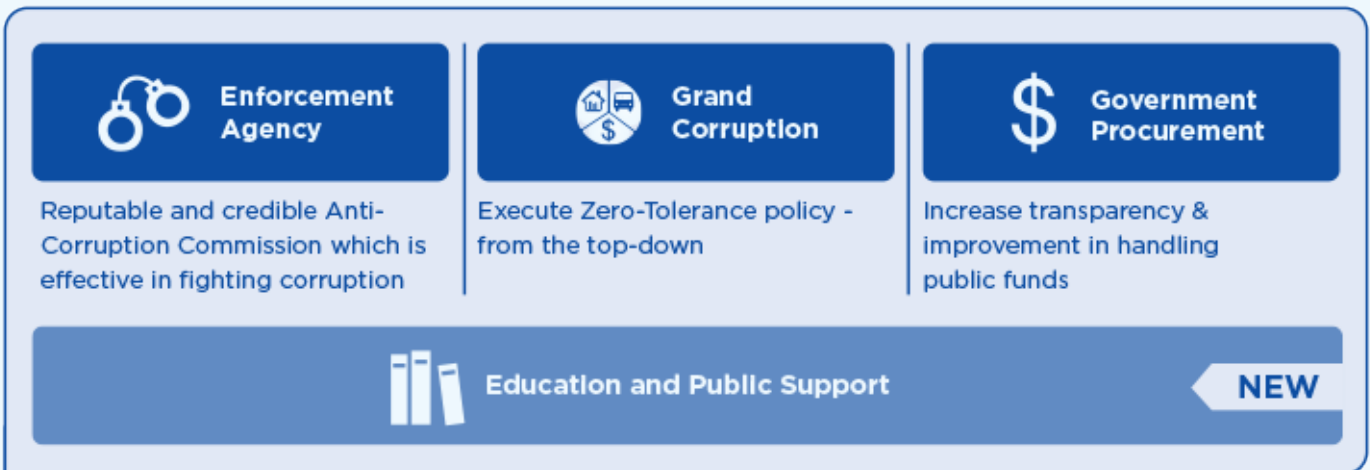 Enforcement
Agency
Reputable and credible Anti-
Corruption Commission which is
effective in fighting corruption
$
Grand
Corruption
Execute Zero-Tolerance policy -
from the top-down
$
Government
Procurement
Increase transparency &
improvement in handling
public funds
Education and Public Support
NEW